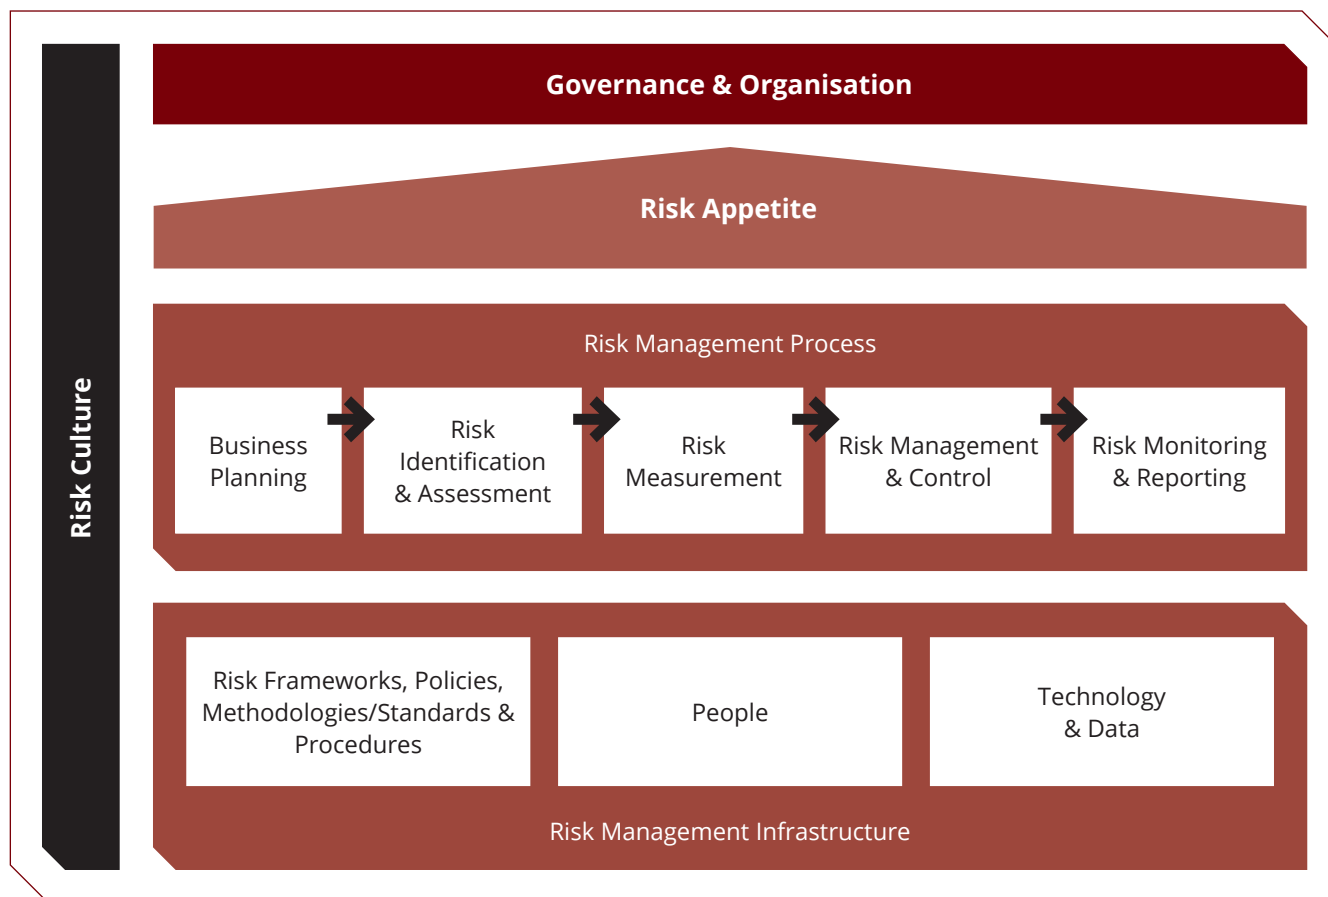 Risk Culture
Governance & Organisation
Risk Appetite
Risk Management Process
Business
Planning
Risk
Identification
& Assessment
Risk
Measurement
Risk Management
& Control
Risk Monitoring
& Reporting
Risk Frameworks, Policies,
Methodologies/Standards &
Procedures
People
Technology
& Data
Risk Management Infrastructure